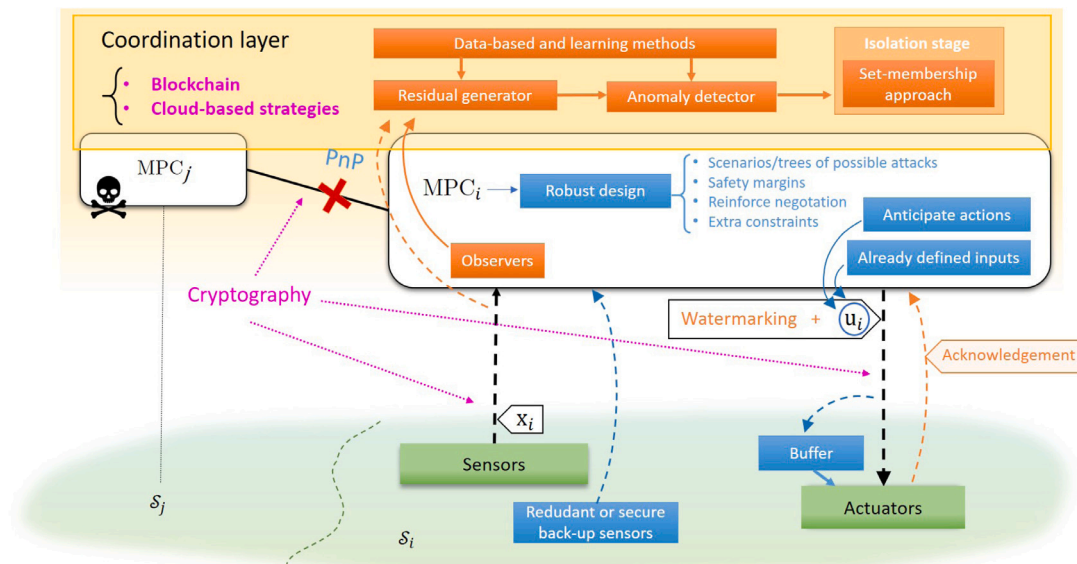 Coordination layer
• Blockchain
• Cloud-based strategies
Data-based and learning methods
Residual generator
Anomaly detector
Isolation stage
Set-membership
approach
MPCj
PnP
MPCi
Robust design
• Scenarios/trees of possible attacks
• Safety margins
• Reinforce negotation
• Extra constraints
Anticipate actions
Already defined inputs
Observers
Cryptography
Watermarking + ui
Acknowledgement
xi
Sensors
Buffer
Actuators
Redudant or secure
back-up sensors
Sj
Si